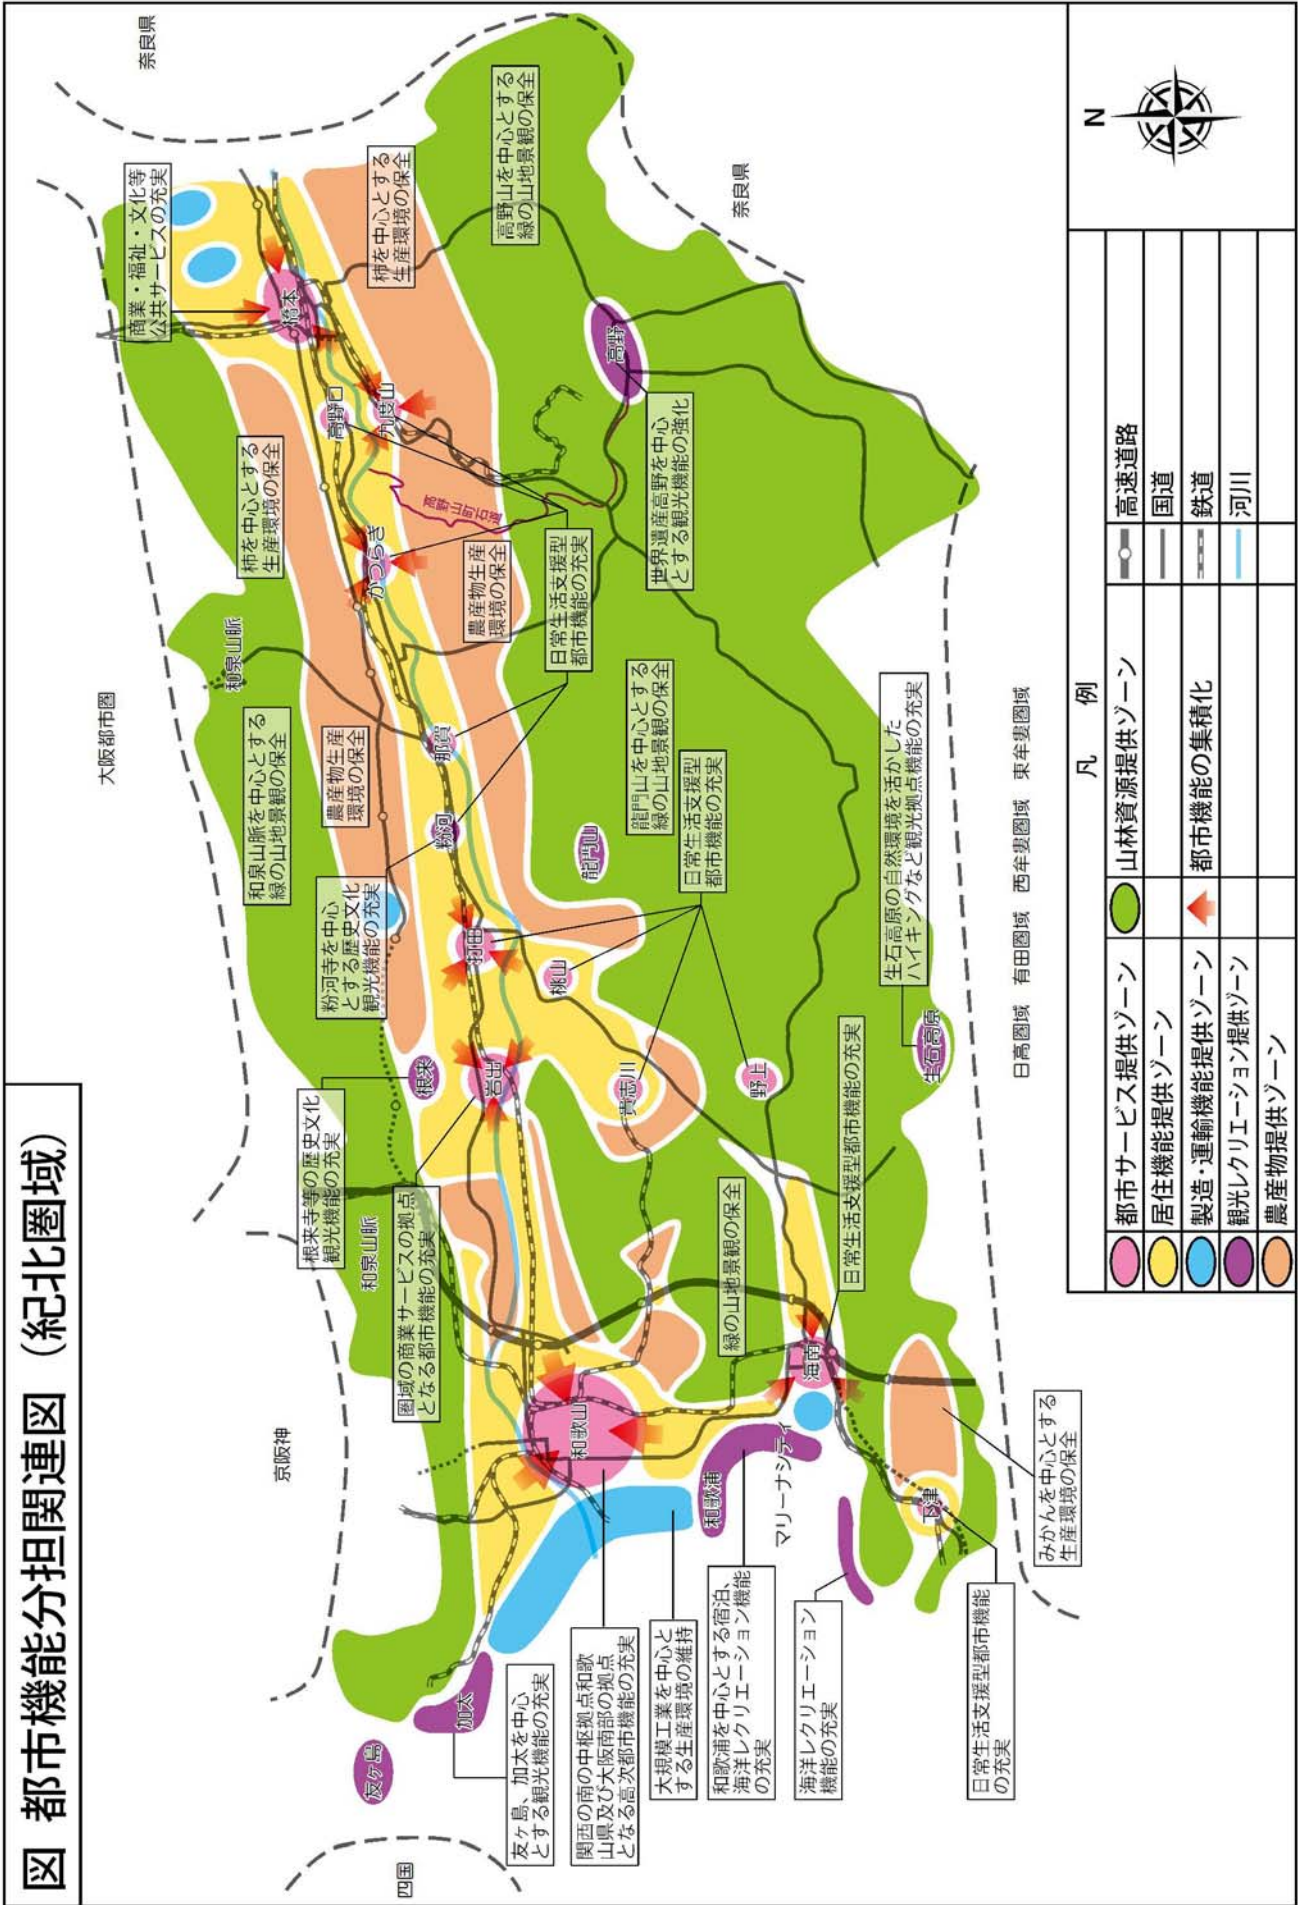 図 都市機能分担関連図（紀北圏域）
四国
京阪神
大阪都市圏
奈良県
奈良県
日高圏域 有田圏域 西牟婁圏域 東牟婁圏域
友ヶ島
加太
和泉山脈
和泉山脈
根来
岩出
打田
粉河
那賀
かつらぎ
高野口
九度山
橋本
高野
高野山町石道
龍門山
桃山
貴志川
野上
生石高原
和歌山
和歌浦
マリーナシティ
海南
下津
根来寺等の歴史文化
観光機能の充実
圏域の商業サービスの拠点
となる都市機能の充実
粉河寺を中心
とする歴史文化
観光機能の充実
和泉山脈を中心とする
緑の山地景観の保全
農産物生産
環境の保全
柿を中心とする
生産環境の保全
商業・福祉・文化等
公共サービスの充実
柿を中心とする
生産環境の保全
高野山を中心とする
緑の山地景観の保全
農産物生産
環境の保全
日常生活支援型
都市機能の充実
世界遺産高野を中心
とする観光機能の強化
龍門山を中心とする
緑の山地景観の保全
日常生活支援型
都市機能の充実
生石高原の自然環境を活かした
ハイキングなど観光拠点機能の充実
緑の山地景観の保全
日常生活支援型都市機能の充実
みかんを中心とする
生産環境の保全
友ヶ島、加太を中心
とする観光機能の充実
関西の南の中枢拠点和歌
山県及び大阪南部の拠点
となる高次都市機能の充実
大規模工業を中心と
する生産環境の維持
和歌浦を中心とする宿泊、
海洋レクリエーション機能
の充実
海洋レクリエーション
機能の充実
日常生活支援型都市機能
の充実
凡例
都市サービス提供ゾーン
居住機能提供ゾーン
製造・運輸機能提供ゾーン
観光レクリエーション提供ゾーン
農産物提供ゾーン
山林資源提供ゾーン
都市機能の集積化
高速道路
国道
鉄道
河川
N